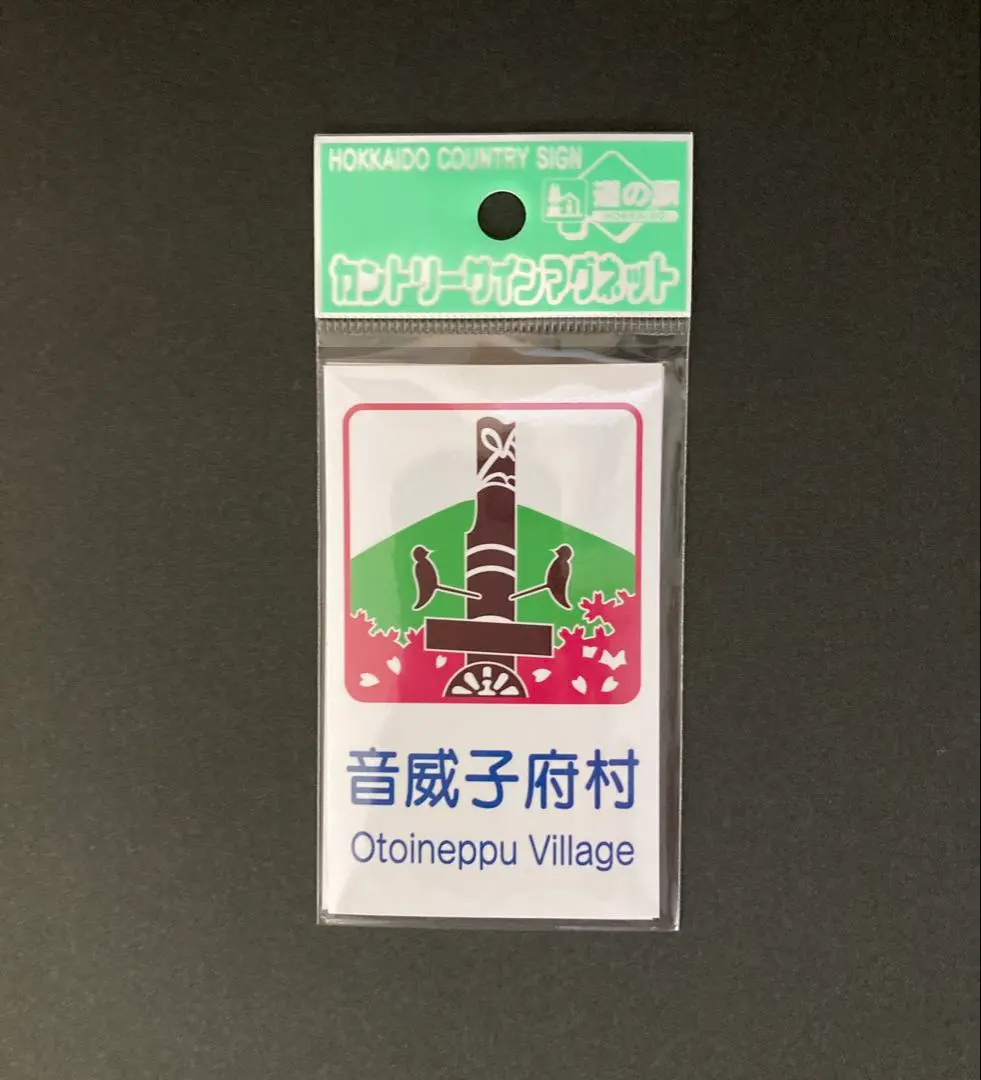 HOKKAIDO COUNTRY SIGN
道の駅
HOKKAIDO
カントリーサインマグネット
音威子府村
Otoineppu Village